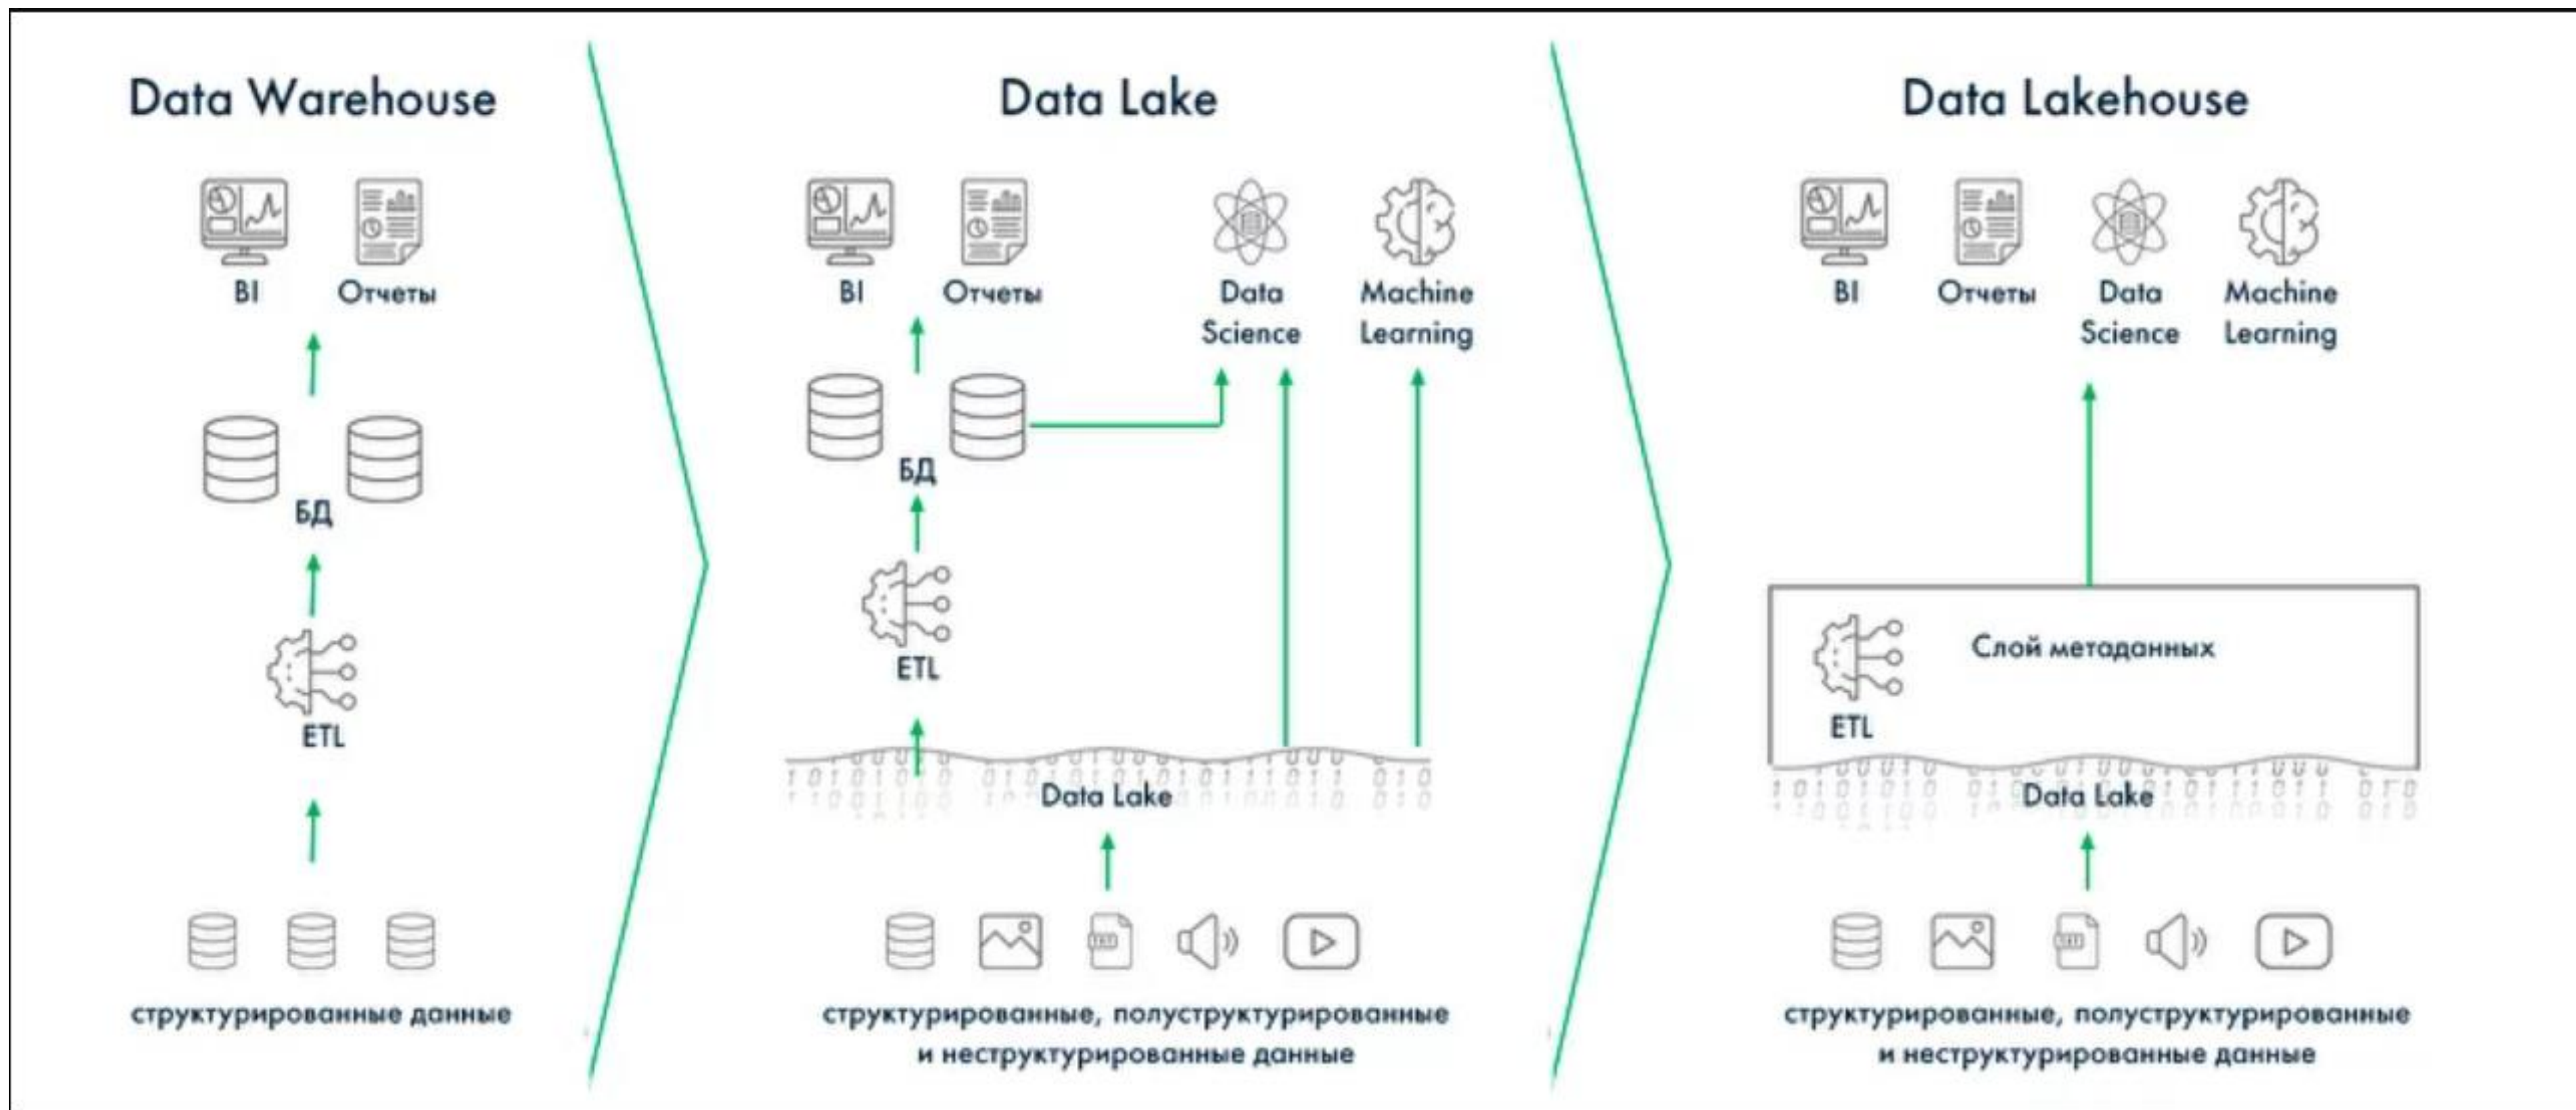 Data Warehouse
BI
Отчеты
БД
ETL
структурированные данные
Data Lake
BI
Отчеты
Data
Science
Machine
Learning
БД
ETL
Data Lake
TXT
структурированные, полуструктурированные
и неструктурированные данные
Data Lakehouse
BI
Отчеты
Data
Science
Machine
Learning
Слой метаданных
ETL
Data Lake
TXT
структурированные, полуструктурированные
и неструктурированные данные